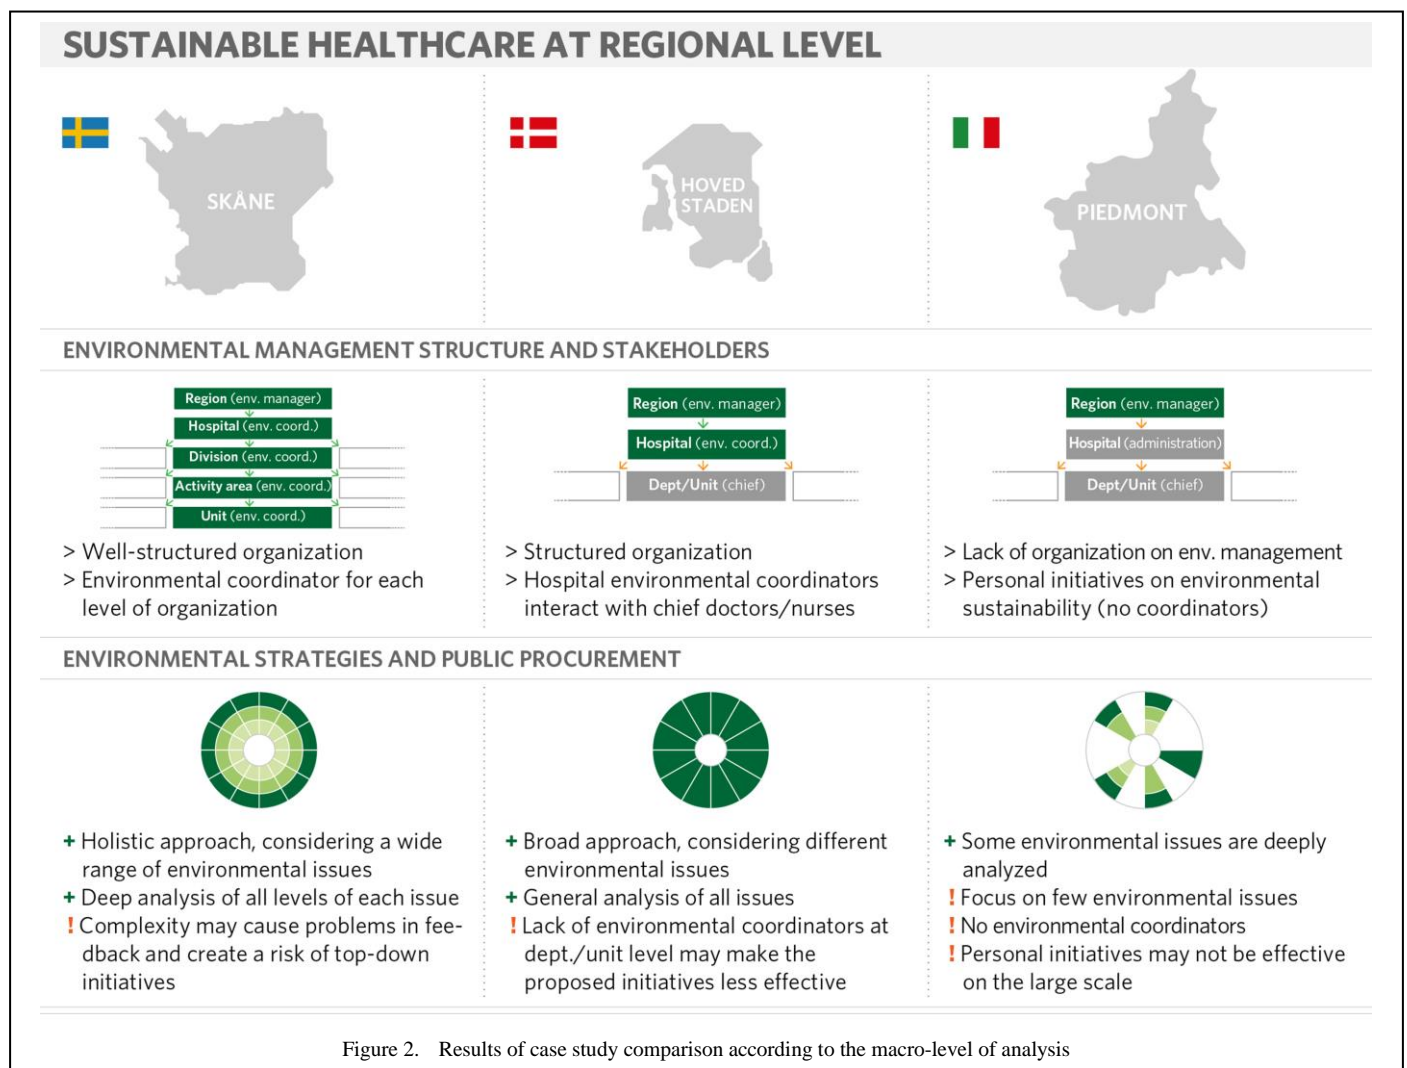 SUSTAINABLE HEALTHCARE AT REGIONAL LEVEL
SKÅNE
HOVED
STADEN
PIEDMONT
ENVIRONMENTAL MANAGEMENT STRUCTURE AND STAKEHOLDERS
Region (env. manager)
Hospital (env. coord.)
Division (env. coord.)
Activity area (env. coord.)
Unit (env. coord.)
> Well-structured organization
> Environmental coordinator for each
level of organization
Region (env. manager)
Hospital (env. coord.)
Dept/Unit (chief)
> Structured organization
> Hospital environmental coordinators
interact with chief doctors/nurses
Region (env. manager)
Hospital (administration)
Dept/Unit (chief)
> Lack of organization on env. management
> Personal initiatives on environmental
sustainability (no coordinators)
ENVIRONMENTAL STRATEGIES AND PUBLIC PROCUREMENT
+ Holistic approach, considering a wide
range of environmental issues
+ Deep analysis of all levels of each issue
! Complexity may cause problems in fee-
dback and create a risk of top-down
initiatives
+ Broad approach, considering different
environmental issues
+ General analysis of all issues
! Lack of environmental coordinators at
dept./unit level may make the
proposed initiatives less effective
+ Some environmental issues are deeply
analyzed
! Focus on few environmental issues
! No environmental coordinators
! Personal initiatives may not be effective
on the large scale
Figure 2. Results of case study comparison according to the macro-level of analysis